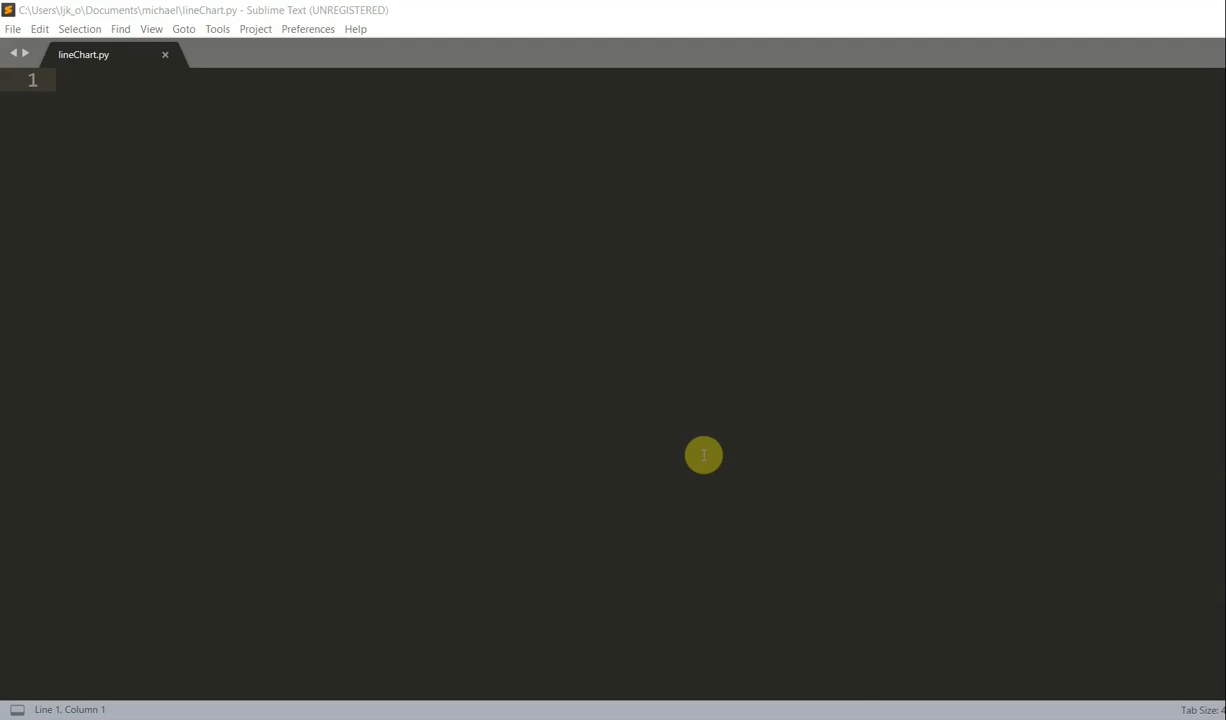 C:\Users\ljk_o\Documents\michael\lineChart.py - Sublime Text (UNREGISTERED)
File Edit Selection Find View Goto Tools Project Preferences Help
lineChart.py
1
Line 1, Column 1
Tab Size: 4